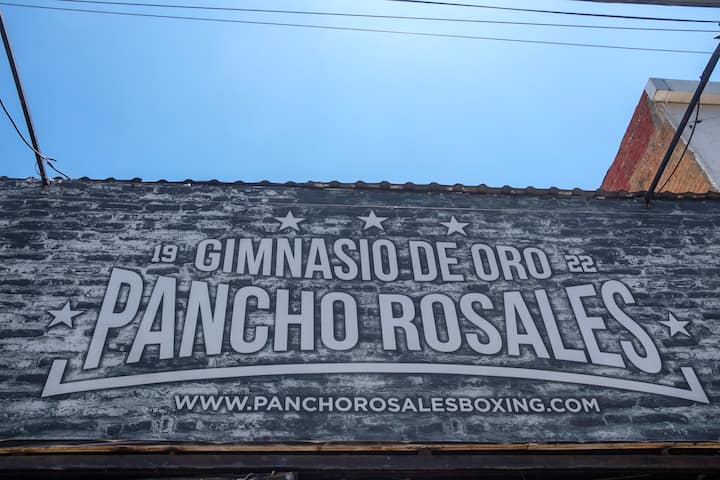 19 GIMNASIO DE ORO 22
PANCHO ROSALES
WWW.PANCHOROSALESBOXING.COM